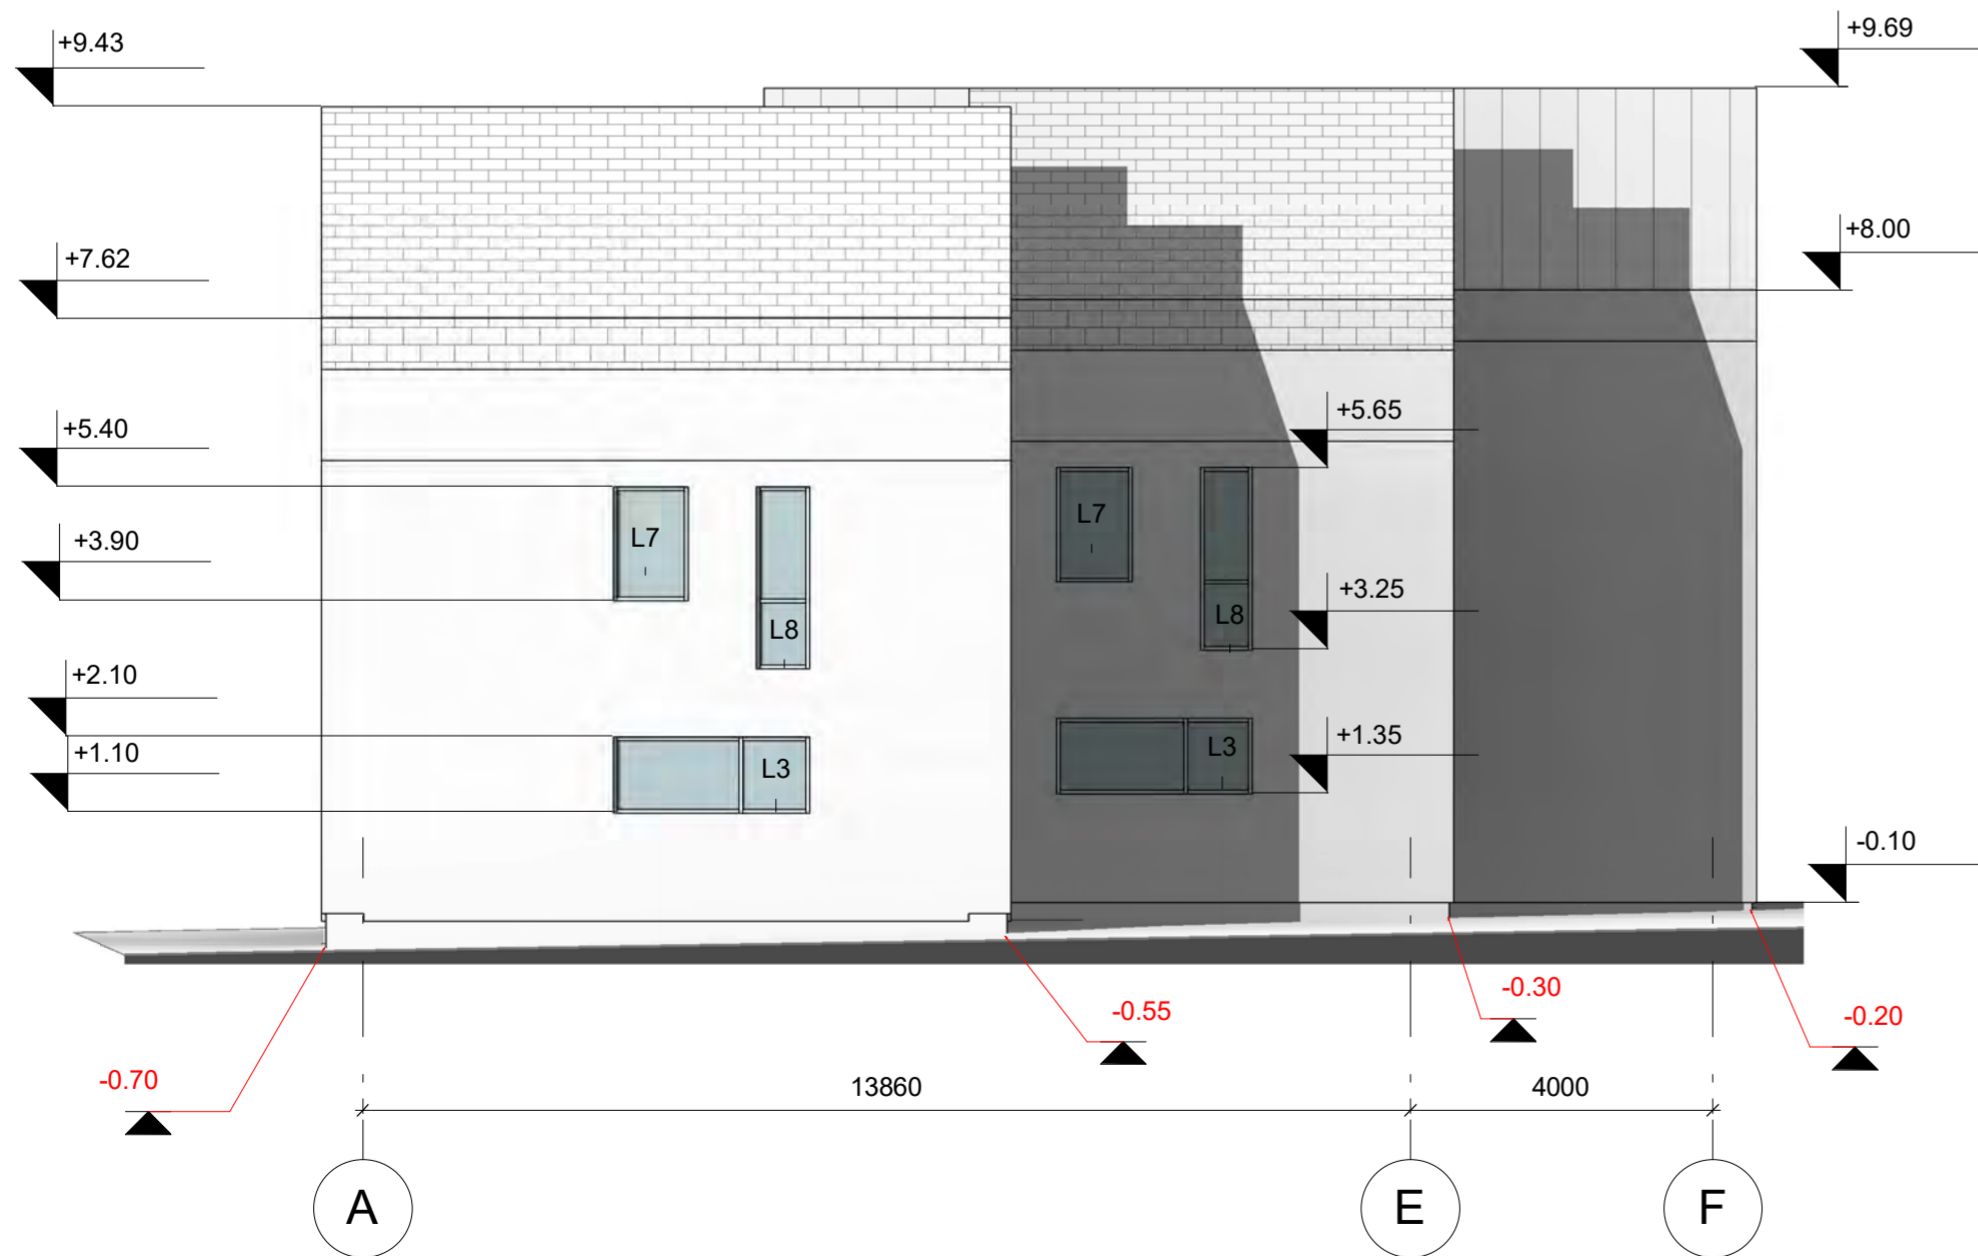 +9.43
+9.69
+7.62
+8.00
+5.40
+5.65
+3.90
L7
L7
+3.25
L8
L8
+2.10
+1.10
L3
L3
+1.35
-0.10
-0.70
-0.55
-0.30
-0.20
13860
4000
A
E
F